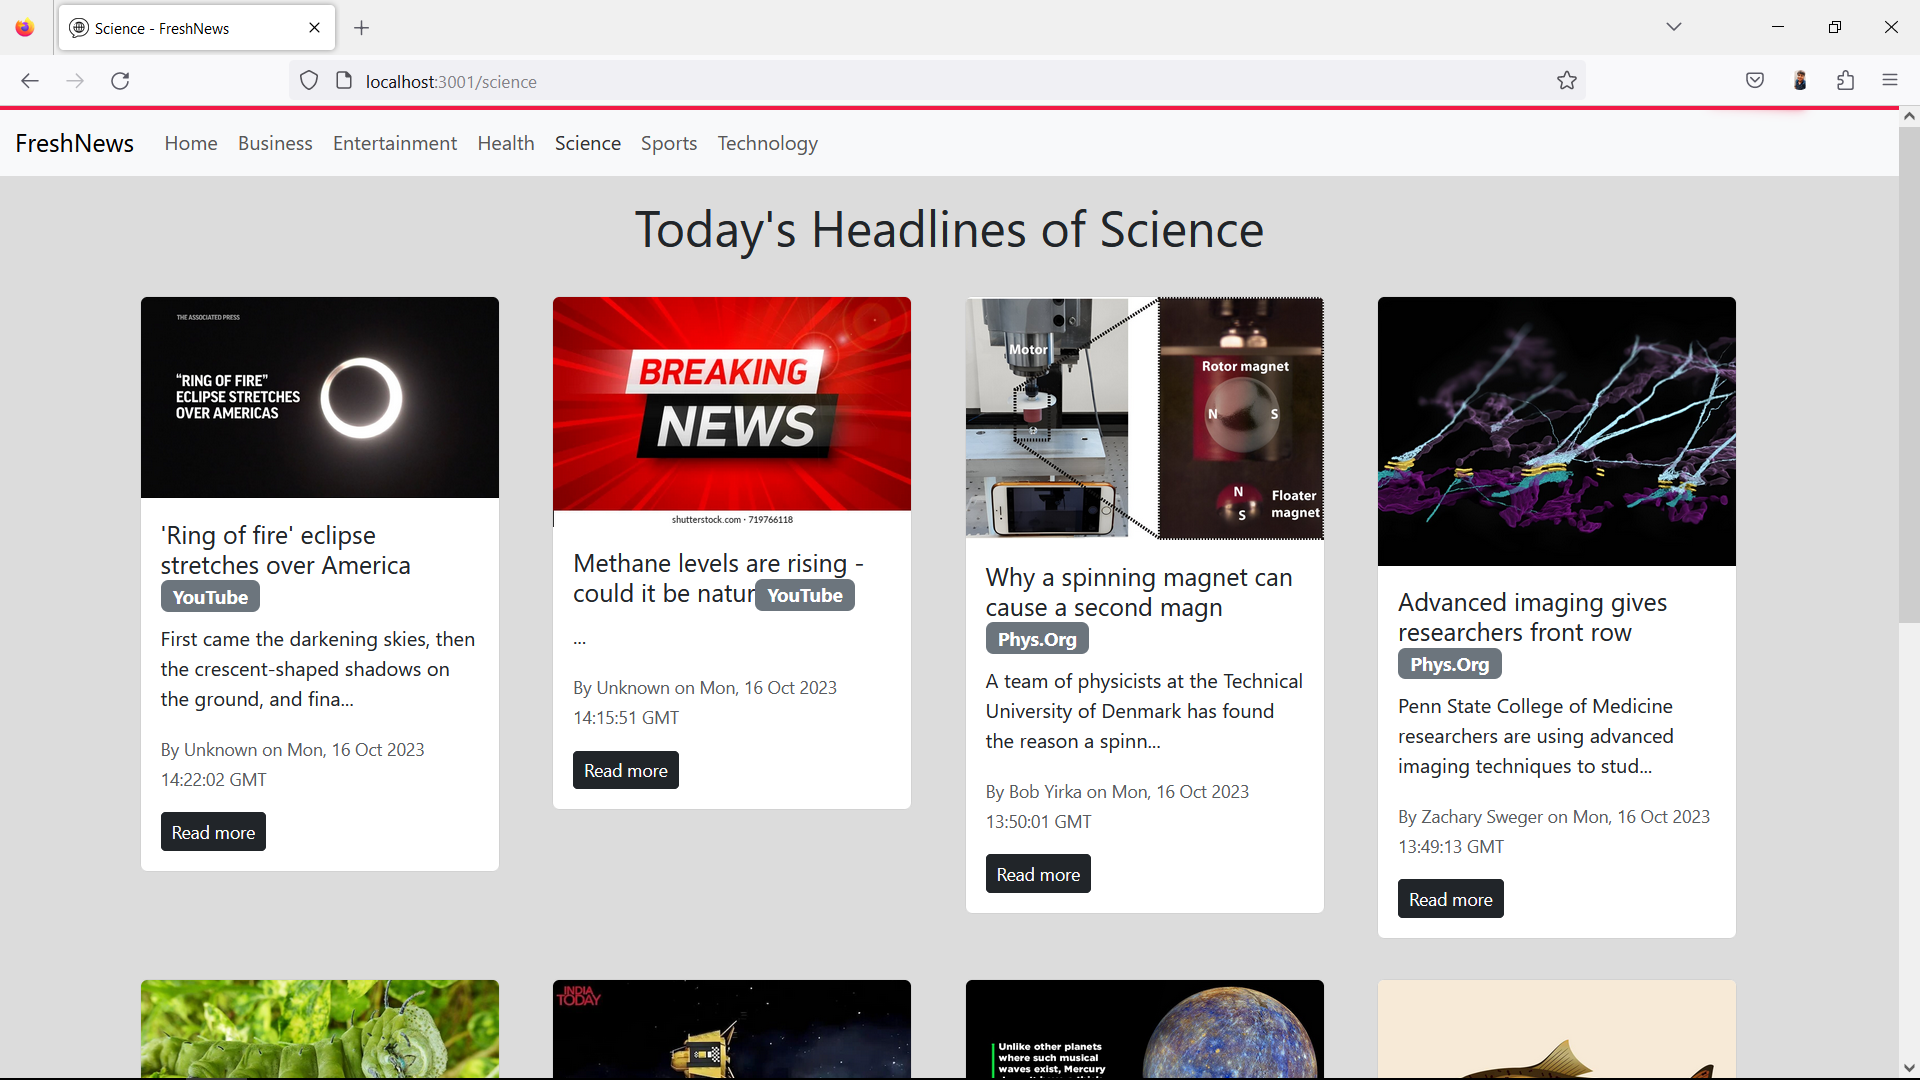 Science - FreshNews
localhost:3001/science
FreshNews Home Business Entertainment Health Science Sports Technology
Today's Headlines of Science
THE ASSOCIATED PRESS
“RING OF FIRE”
ECLIPSE STRETCHES
OVER AMERICAS
'Ring of fire' eclipse
stretches over America
YouTube
First came the darkening skies, then
the crescent-shaped shadows on
the ground, and fina...
By Unknown on Mon, 16 Oct 2023
14:22:02 GMT
Read more
BREAKING
NEWS
shutterstock.com · 719766118
Methane levels are rising -
could it be natur YouTube
...
By Unknown on Mon, 16 Oct 2023
14:15:51 GMT
Read more
Motor
Rotor magnet
N S
N
S
Floater
magnet
Why a spinning magnet can
cause a second magn
Phys.Org
A team of physicists at the Technical
University of Denmark has found
the reason a spinn...
By Bob Yirka on Mon, 16 Oct 2023
13:50:01 GMT
Read more
Advanced imaging gives
researchers front row
Phys.Org
Penn State College of Medicine
researchers are using advanced
imaging techniques to stud...
By Zachary Sweger on Mon, 16 Oct 2023
13:49:13 GMT
Read more
INDIA
TODAY
Unlike other planets
where such musical
waves exist, Mercury